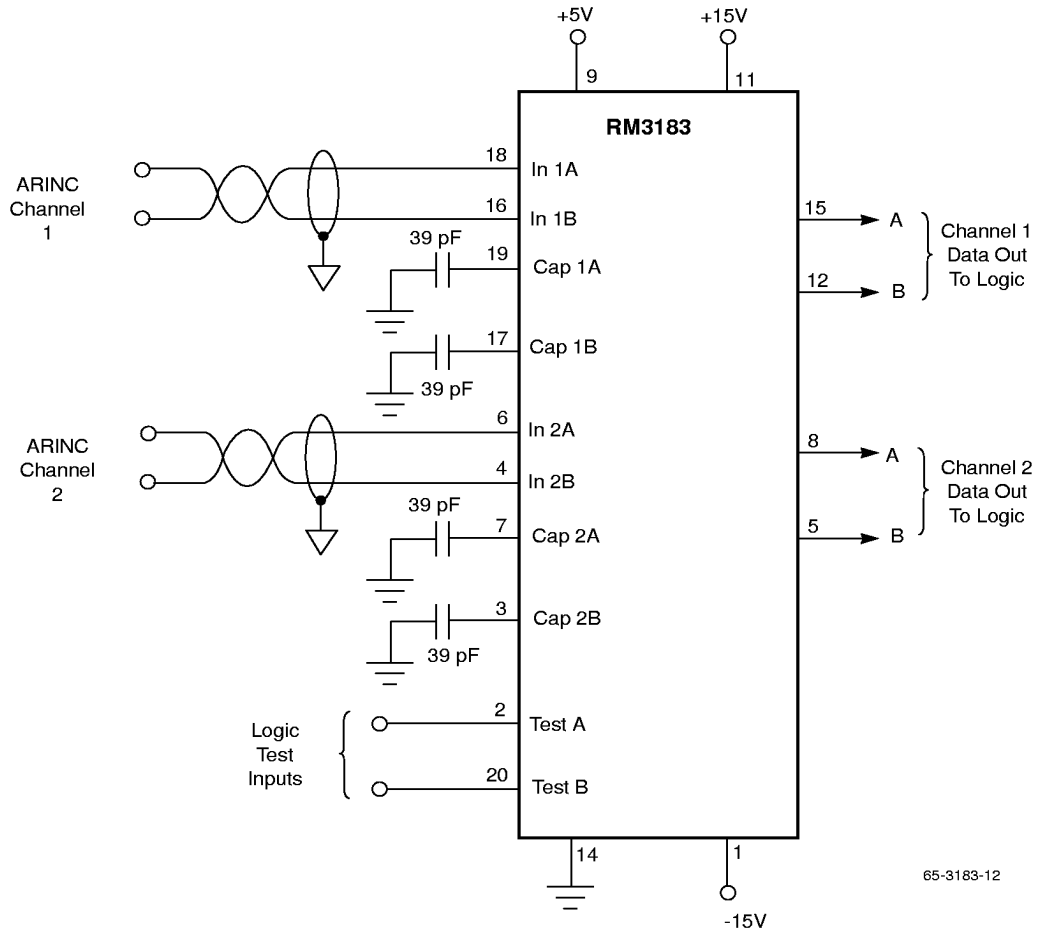 +5V
+15V
9
11
RM3183
ARINC
Channel
1
18
In 1A
16
In 1B
39 pF
19
Cap 1A
17
Cap 1B
39 pF
15
A
12
B
Channel 1
Data Out
To Logic
ARINC
Channel
2
6
In 2A
4
In 2B
39 pF
7
Cap 2A
3
Cap 2B
39 pF
8
A
5
B
Channel 2
Data Out
To Logic
Logic
Test
Inputs
2
Test A
20
Test B
14
1
-15V
65-3183-12